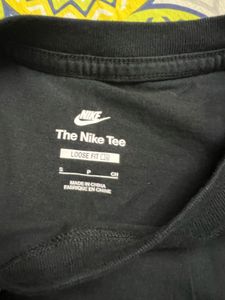 NIKE
The Nike Tee
LOOSE FIT
S P CH
MADE IN CHINA
FABRIQUÉ EN CHINE